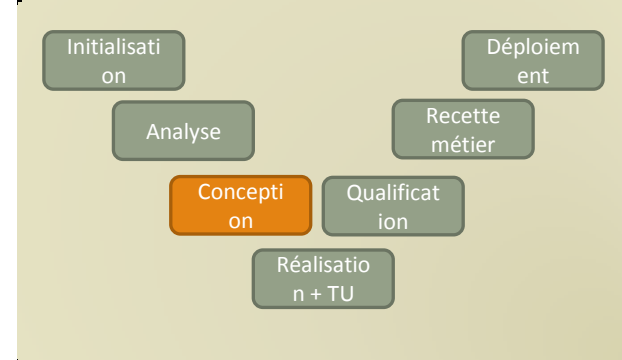 Initialisati
on
Déploiem
ent
Analyse
Recette
métier
Concepti
on
Qualificat
ion
Réalisatio
n + TU